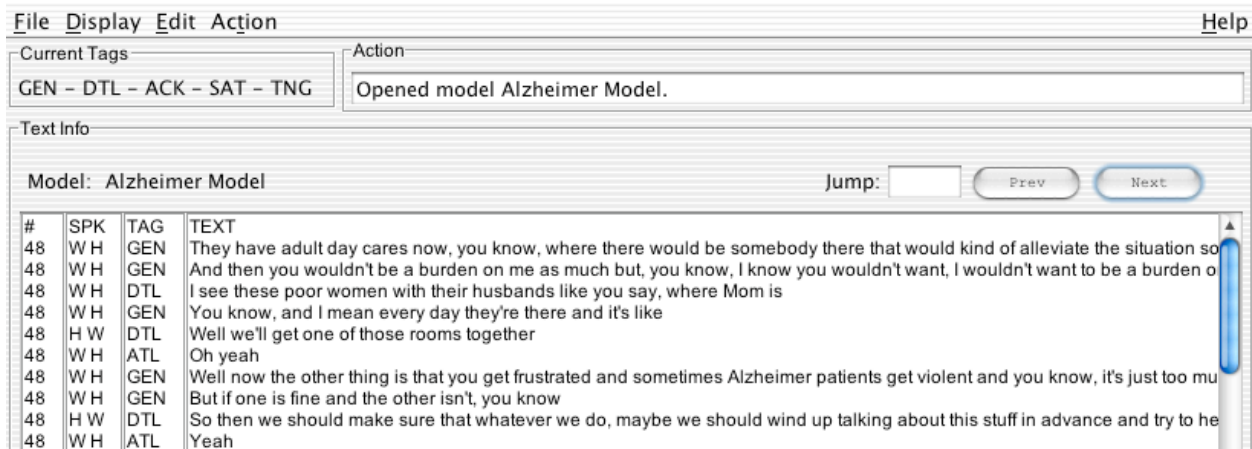 File Display Edit Action Help
Current Tags Action
GEN – DTL – ACK – SAT – TNG Opened model Alzheimer Model.
Text Info
Model: Alzheimer Model Jump: Prev Next
# SPK TAG TEXT
48 W H GEN They have adult day cares now, you know, where there would be somebody there that would kind of alleviate the situation so
48 W H GEN And then you wouldn't be a burden on me as much but, you know, I know you wouldn't want, I wouldn't want to be a burden o
48 W H DTL I see these poor women with their husbands like you say, where Mom is
48 W H GEN You know, and I mean every day they're there and it's like
48 H W DTL Well we'll get one of those rooms together
48 W H ATL Oh yeah
48 W H GEN Well now the other thing is that you get frustrated and sometimes Alzheimer patients get violent and you know, it's just too mu
48 W H GEN But if one is fine and the other isn't, you know
48 H W DTL So then we should make sure that whatever we do, maybe we should wind up talking about this stuff in advance and try to he
48 W H ATL Yeah